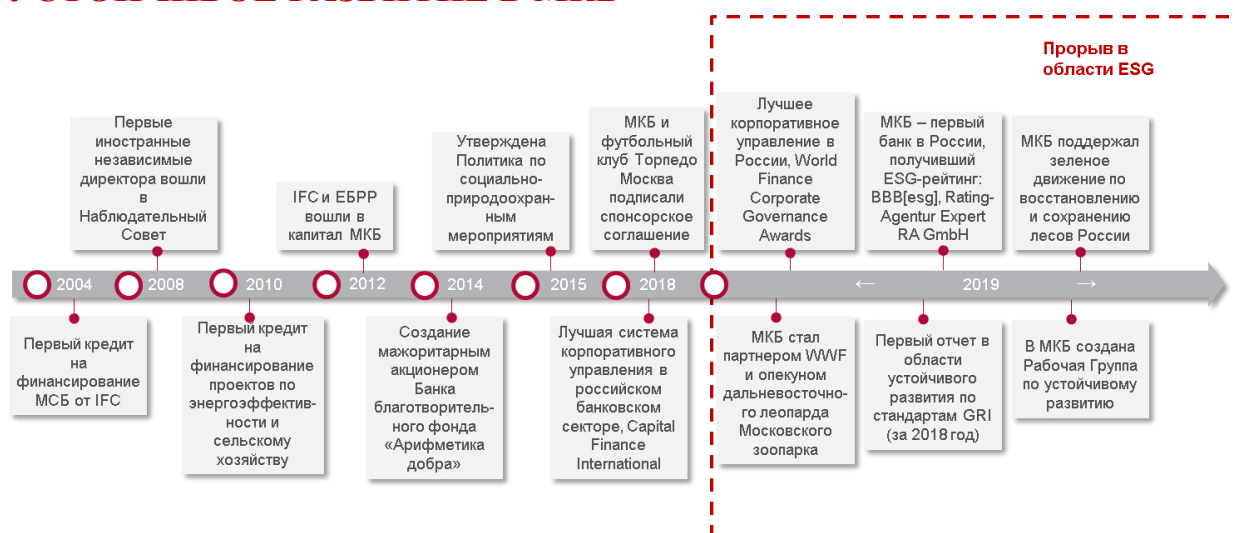 УСТОЙЧИВОЕ РАЗВИТИЕ В МКБ
Прорыв в
области ESG
Первые
иностранные
независимые
директора вошли
в
Наблюдательный
Совет
IFC и ЕБРР
вошли в
капитал МКБ
Утверждена
Политика по
социально-
природоохран-
ным
мероприятиям
МКБ и
футбольный
клуб Торпедо
Москва
подписали
спонсорское
соглашение
Лучшее
корпоративное
управление в
России, World
Finance
Corporate
Governance
Awards
МКБ – первый
банк в России,
получивший
ESG-рейтинг:
BBB[esg], Rating-
Agentur Expert
RA GmbH
МКБ поддержал
зеленое
движение по
восстановлению
и сохранению
лесов России
2004
2008
2010
2012
2014
2015
2018
← 2019 →
Первый кредит
на
финансирование
МСБ от IFC
Первый кредит на
финансирование
проектов по
энергоэффектив-
ности и
сельскому
хозяйству
Создание
мажоритарным
акционером
Банка
благотворитель-
ного фонда
«Арифметика
добра»
Лучшая система
корпоративного
управления в
российском
банковском
секторе, Capital
Finance
International
МКБ стал
партнером WWF
и опекуном
дальневосточно-
го леопарда
Московского
зоопарка
Первый отчет в
области
устойчивого
развития по
стандартам GRI
(за 2018 год)
В МКБ создана
Рабочая Группа
по устойчивому
развитию